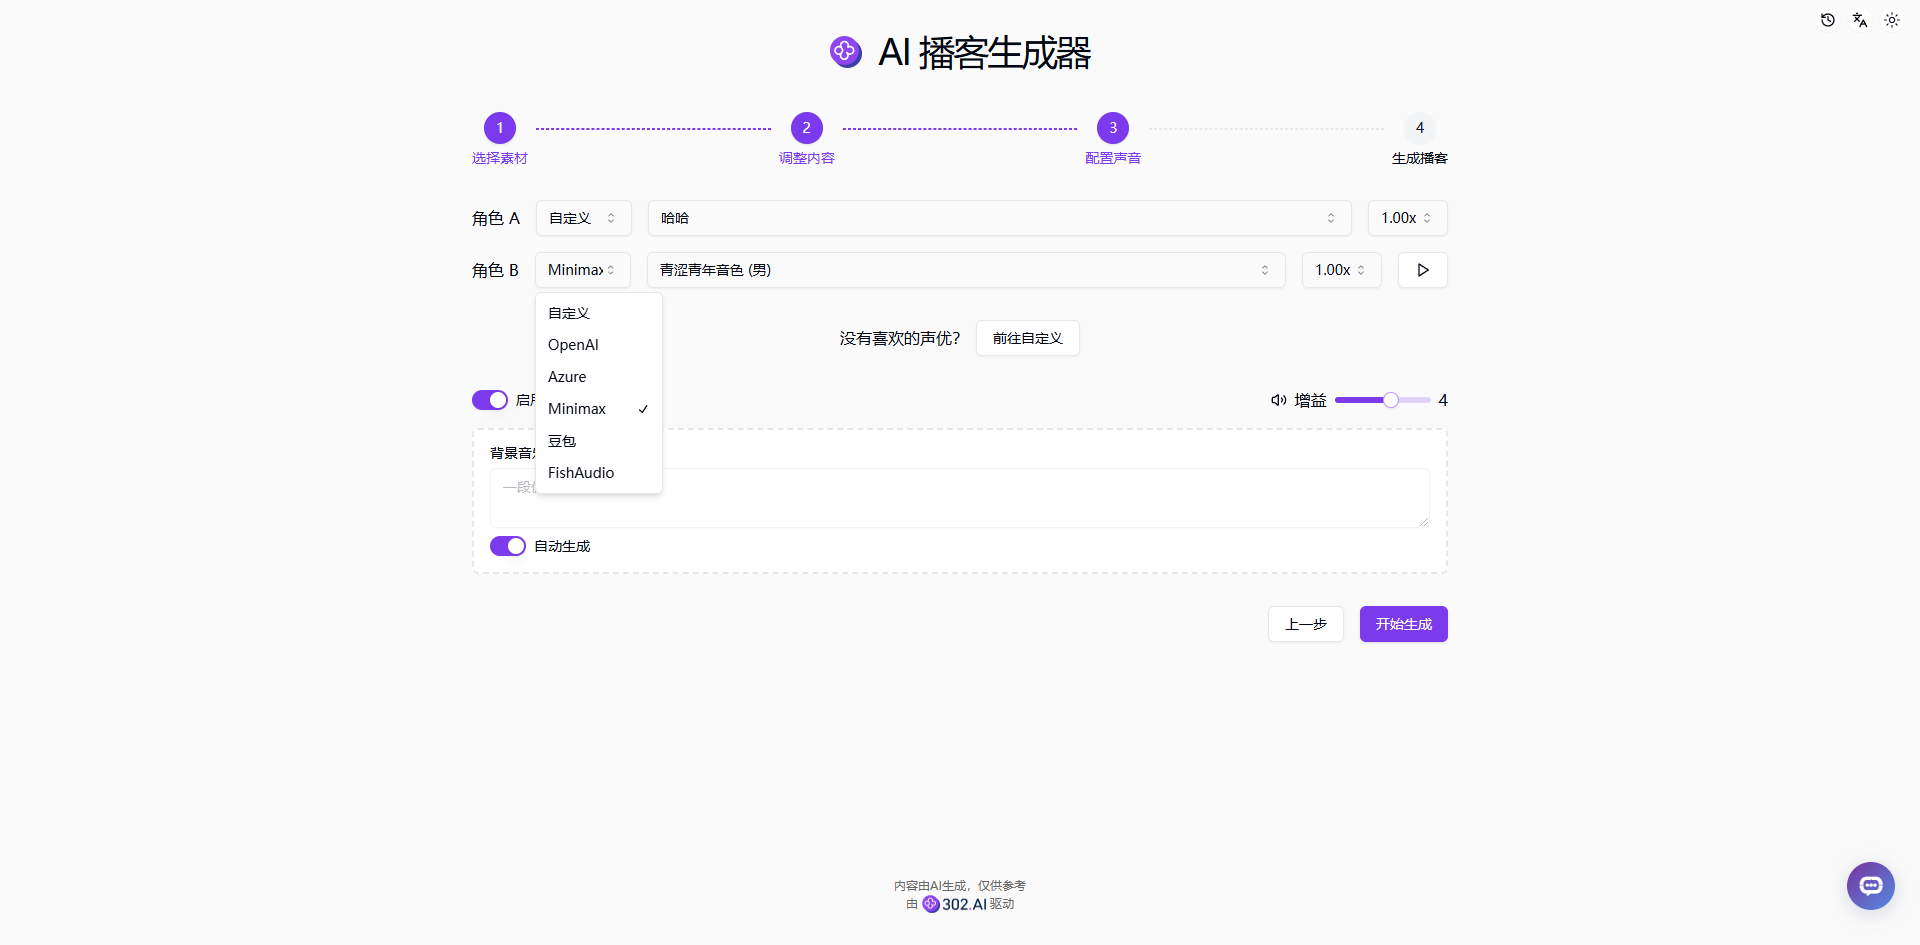 AI 播客生成器
1
2
3
4
选择素材
调整内容
配置声音
生成播客
角色 A
自定义
哈哈
1.00x
角色 B
Minimax
青涩青年音色 (男)
1.00x
自定义
OpenAI
Azure
Minimax
豆包
FishAudio
没有喜欢的声优?
前往自定义
启用
增益
4
背景音
一段
自动生成
上一步
开始生成
内容由AI生成，仅供参考
由 302.AI 驱动